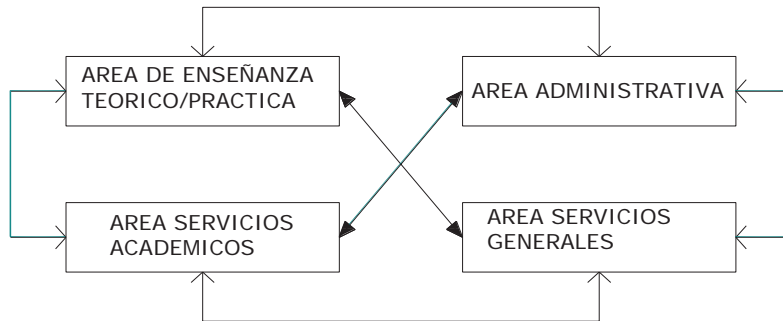 AREA DE ENSEÑANZA
TEORICO/PRACTICA
AREA ADMINISTRATIVA
AREA SERVICIOS
ACADEMICOS
AREA SERVICIOS
GENERALES